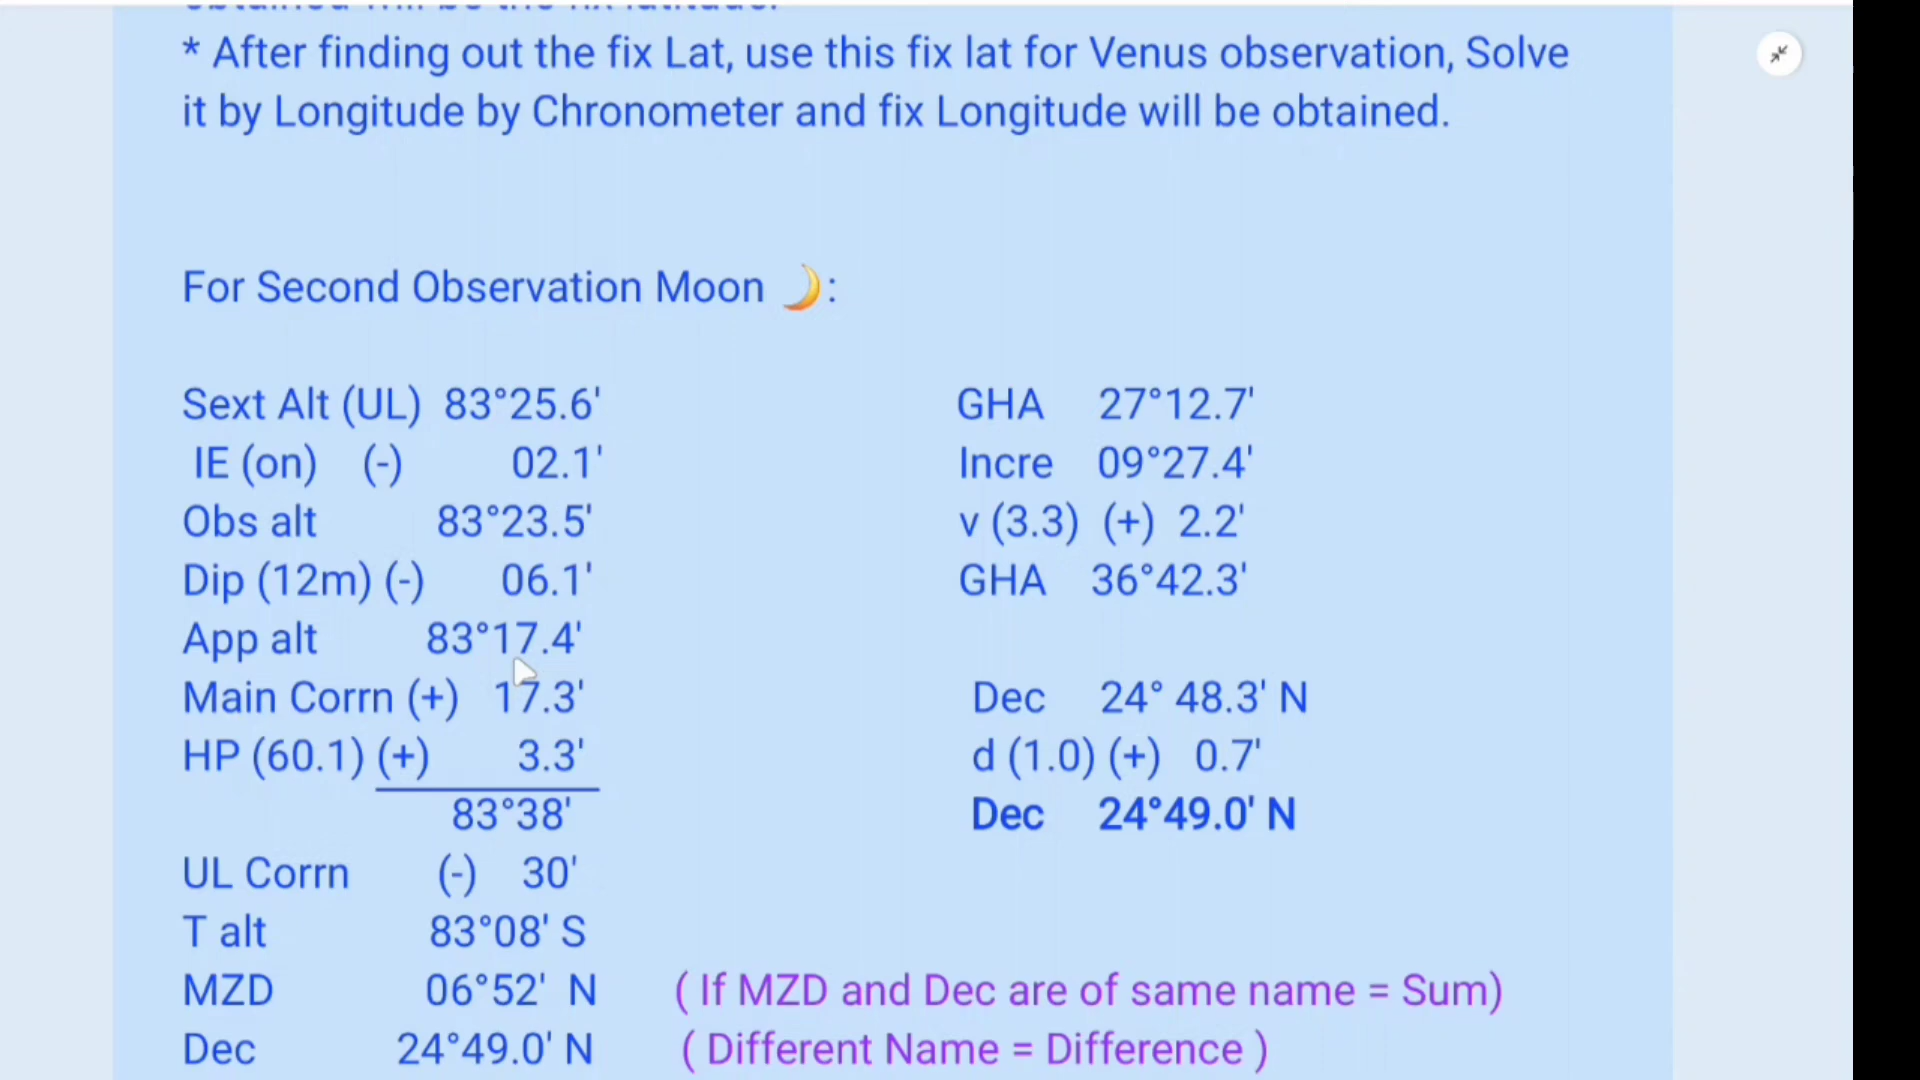 obtained will be the fix latitude.
* After finding out the fix Lat, use this fix lat for Venus observation, Solve
it by Longitude by Chronometer and fix Longitude will be obtained.
For Second Observation Moon 🌙:
Sext Alt (UL) 83°25.6'
IE (on) (-) 02.1'
Obs alt 83°23.5'
Dip (12m) (-) 06.1'
App alt 83°17.4'
Main Corrn (+) 17.3'
HP (60.1) (+) 3.3'
83°38'
UL Corrn (-) 30'
T alt 83°08' S
MZD 06°52' N ( If MZD and Dec are of same name = Sum)
Dec 24°49.0' N ( Different Name = Difference )
GHA 27°12.7'
Incre 09°27.4'
v (3.3) (+) 2.2'
GHA 36°42.3'
Dec 24° 48.3' N
d (1.0) (+) 0.7'
Dec 24°49.0' N